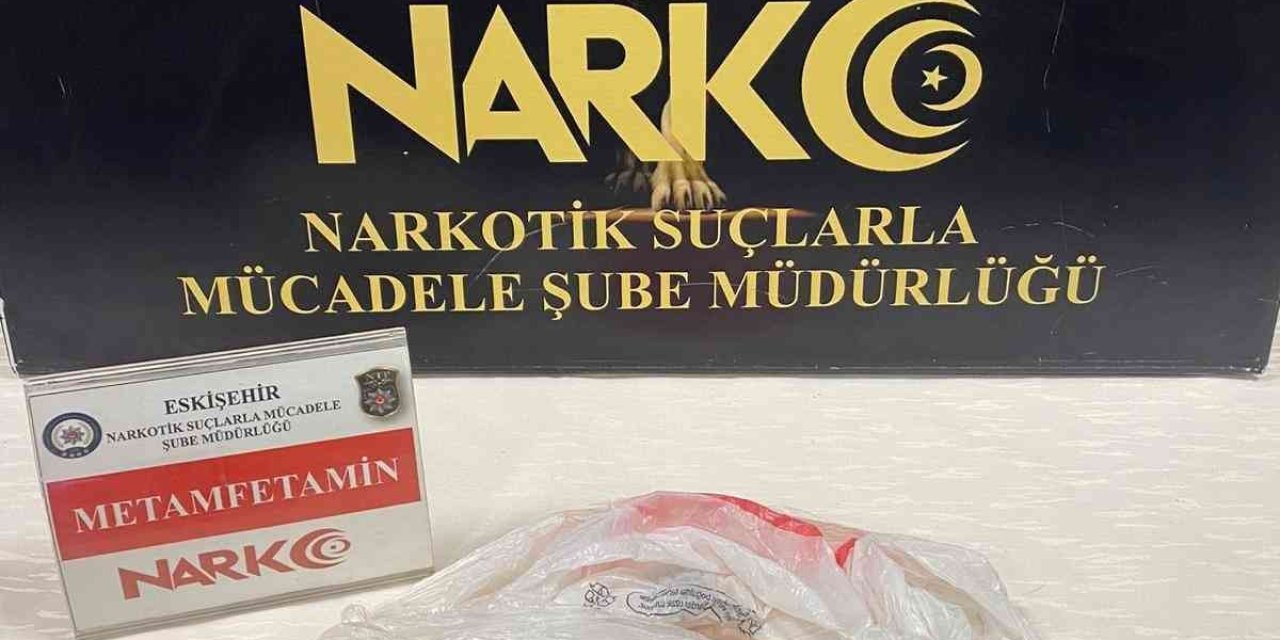 NARKO
NARKOTİK SUÇLARLA
MÜCADELE ŞUBE MÜDÜRLÜĞÜ
ESKİŞEHİR
NARKOTİK SUÇLARLA MÜCADELE
ŞUBE MÜDÜRLÜĞÜ
METAMFETAMİN
NARKO